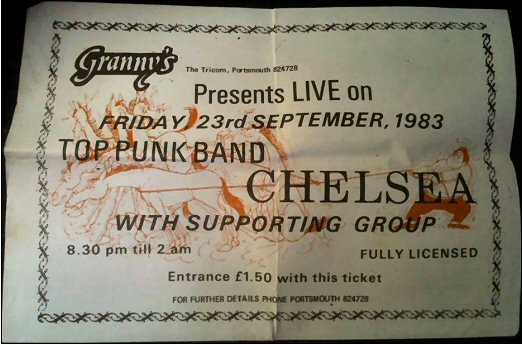 Granny's
The Tricorn, Portsmouth 824728
Presents LIVE on
FRIDAY 23rd SEPTEMBER, 1983
TOP PUNK BAND
CHELSEA
WITH SUPPORTING GROUP
8.30 pm till 2 am
FULLY LICENSED
Entrance £1.50 with this ticket
FOR FURTHER DETAILS PHONE PORTSMOUTH 824728